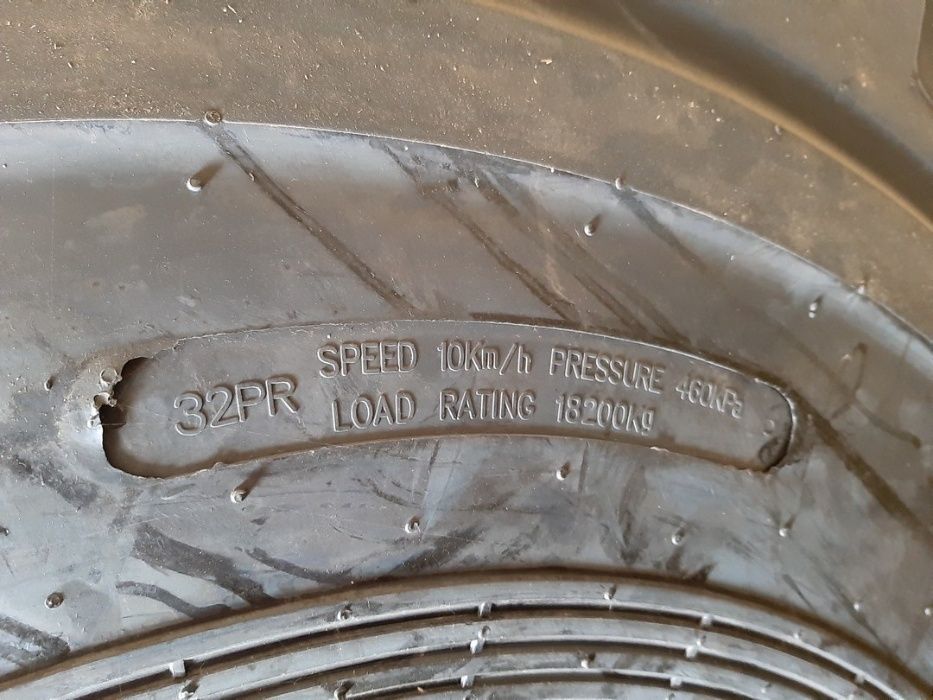 32PR
SPEED 10Km/h PRESSURE 460kPa
LOAD RATING 18200kg